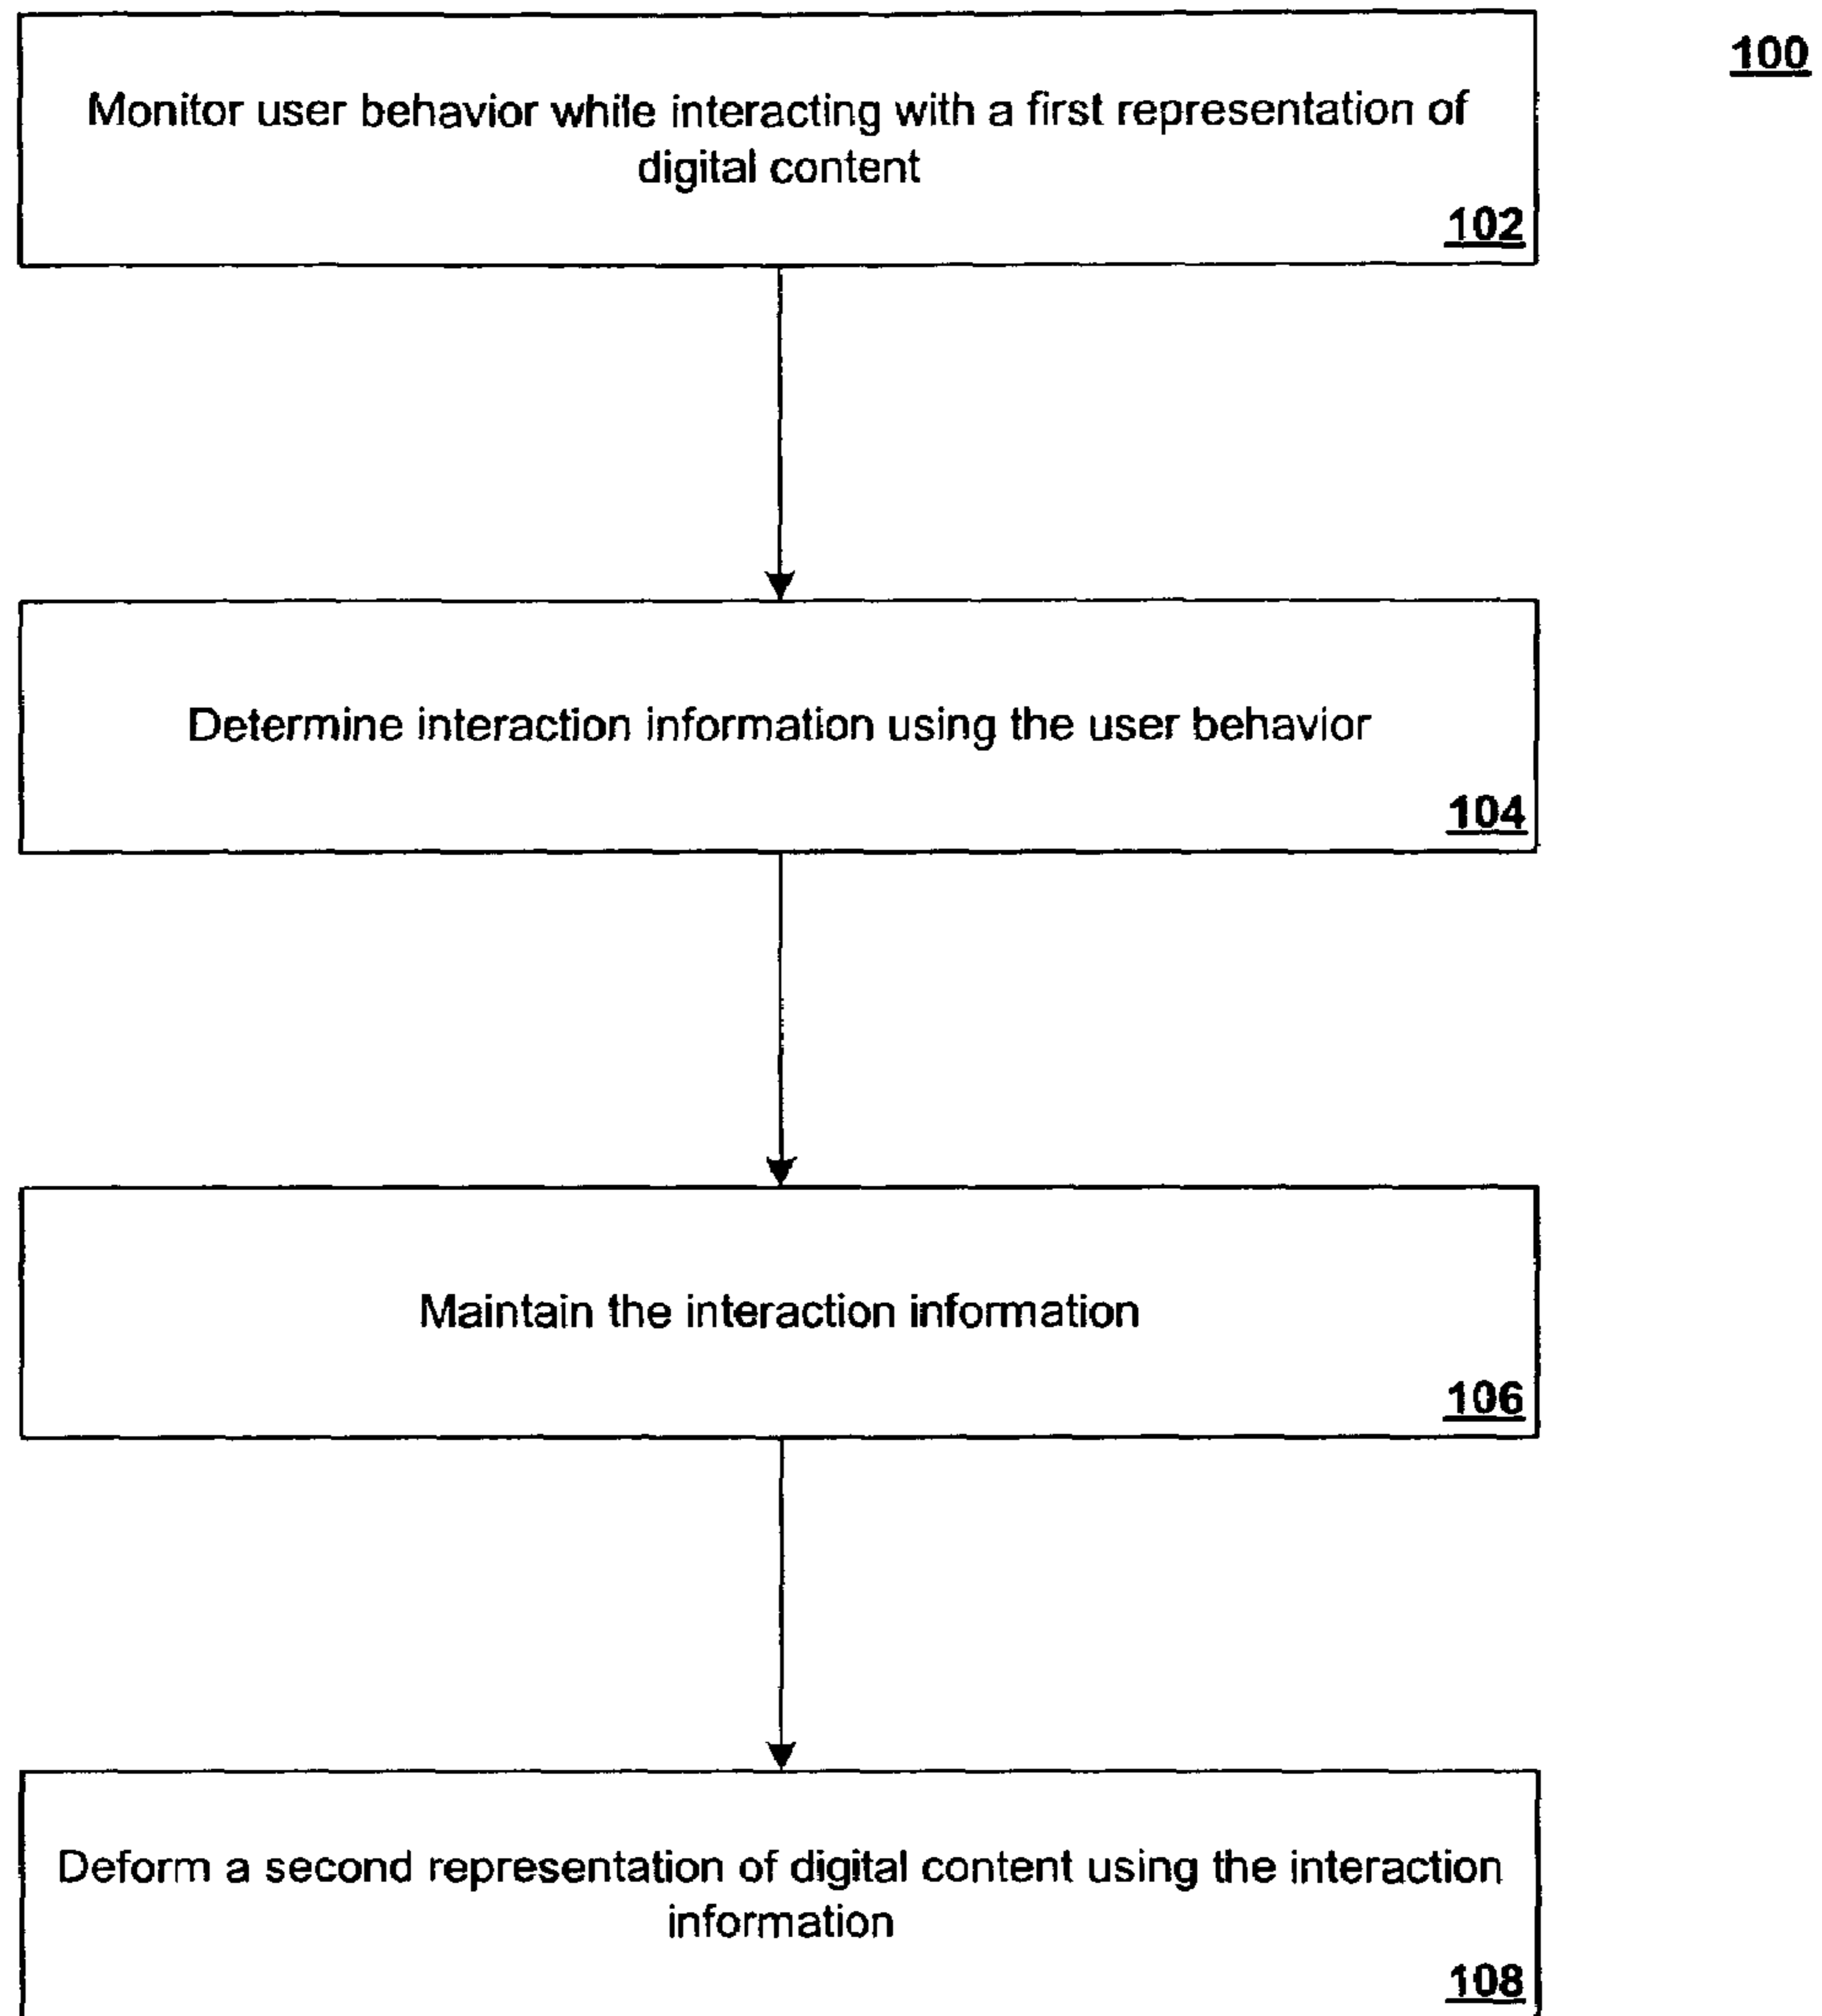 100
Monitor user behavior while interacting with a first representation of
digital content
102
Determine interaction information using the user behavior
104
Maintain the interaction information
106
Deform a second representation of digital content using the interaction
information
108